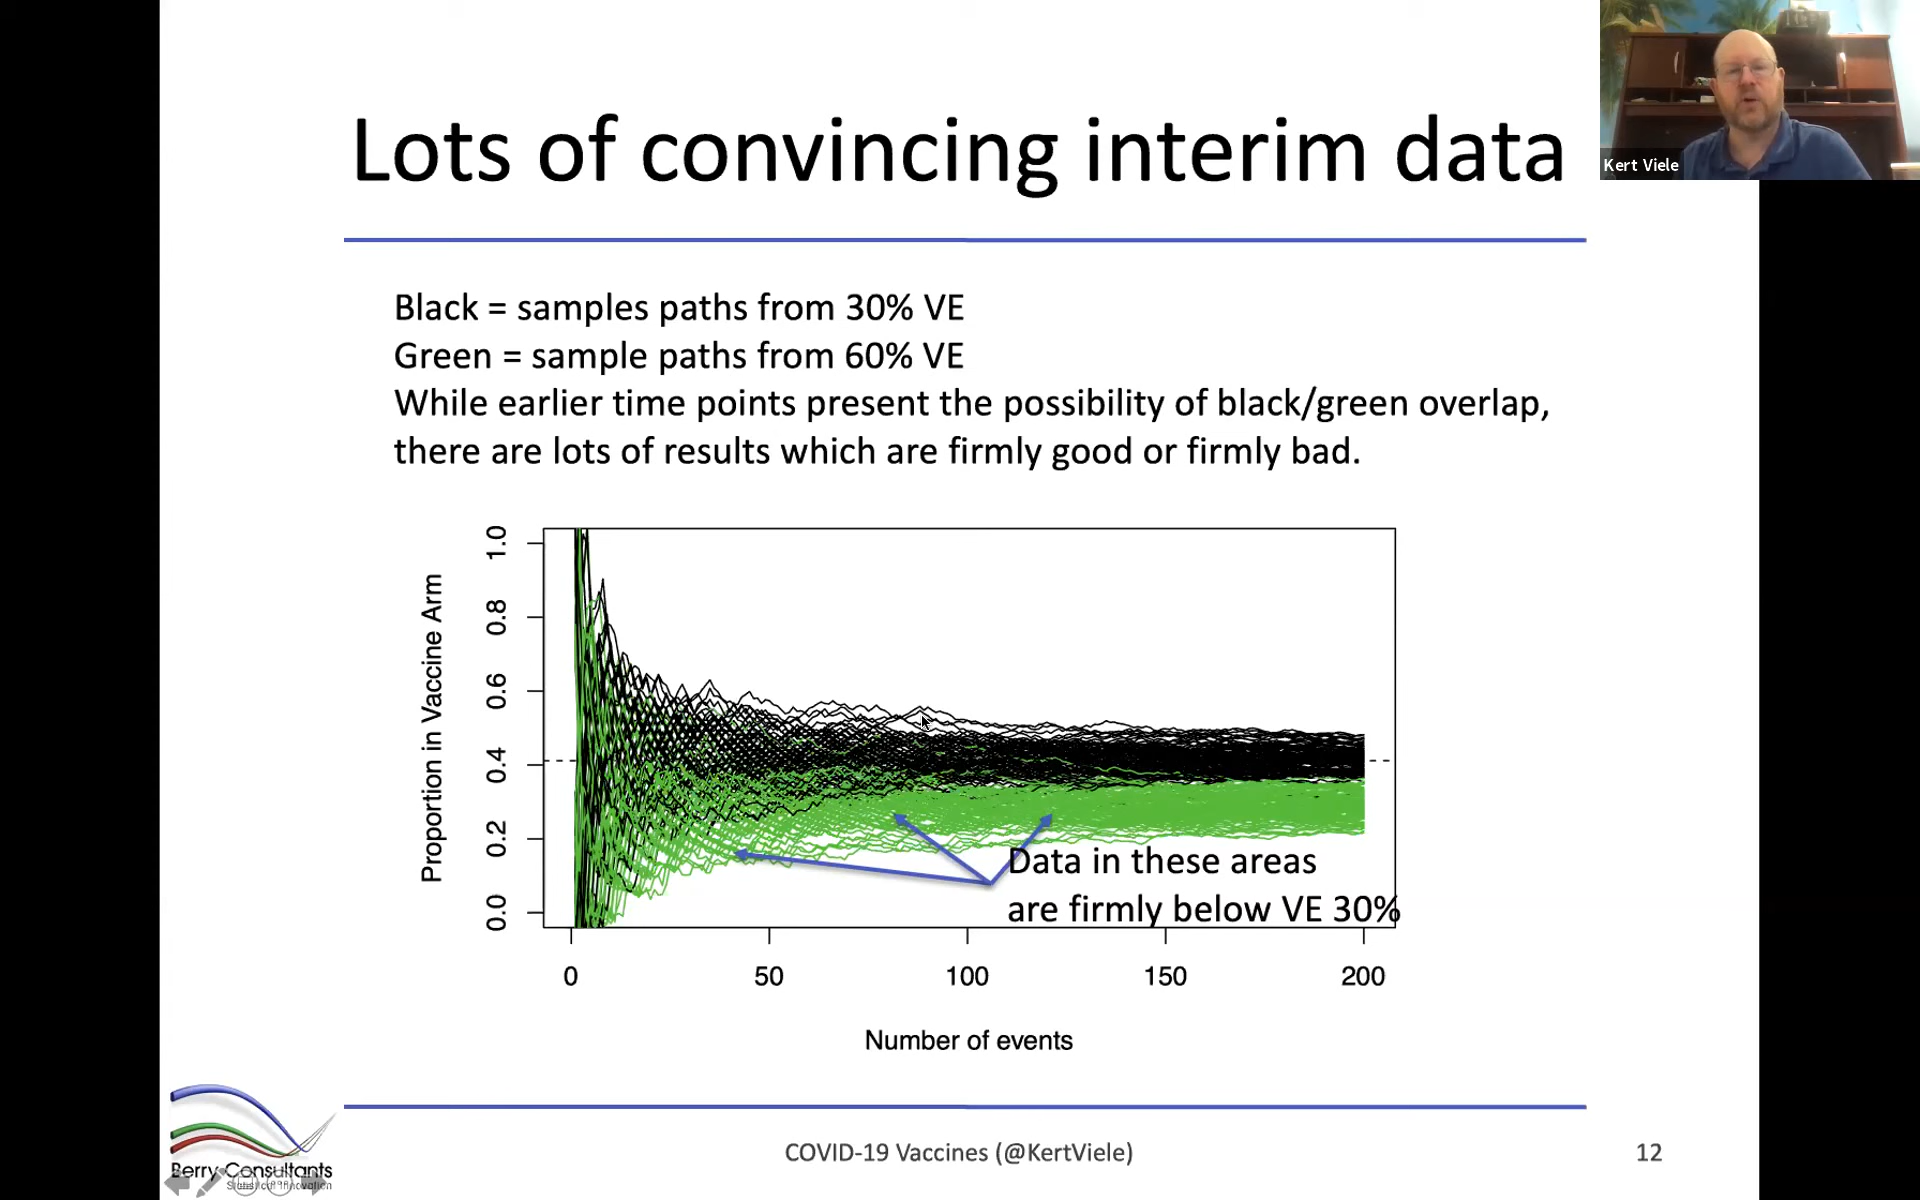 Lots of convincing interim data
Kert Viele
Black = samples paths from 30% VE
Green = sample paths from 60% VE
While earlier time points present the possibility of black/green overlap,
there are lots of results which are firmly good or firmly bad.
Proportion in Vaccine Arm
1.0
0.8
0.6
0.4
0.2
0.0
Data in these areas
are firmly below VE 30%
0 50 100 150 200
Number of events
Berry Consultants
Statistical Innovation
COVID-19 Vaccines (@KertViele)
12